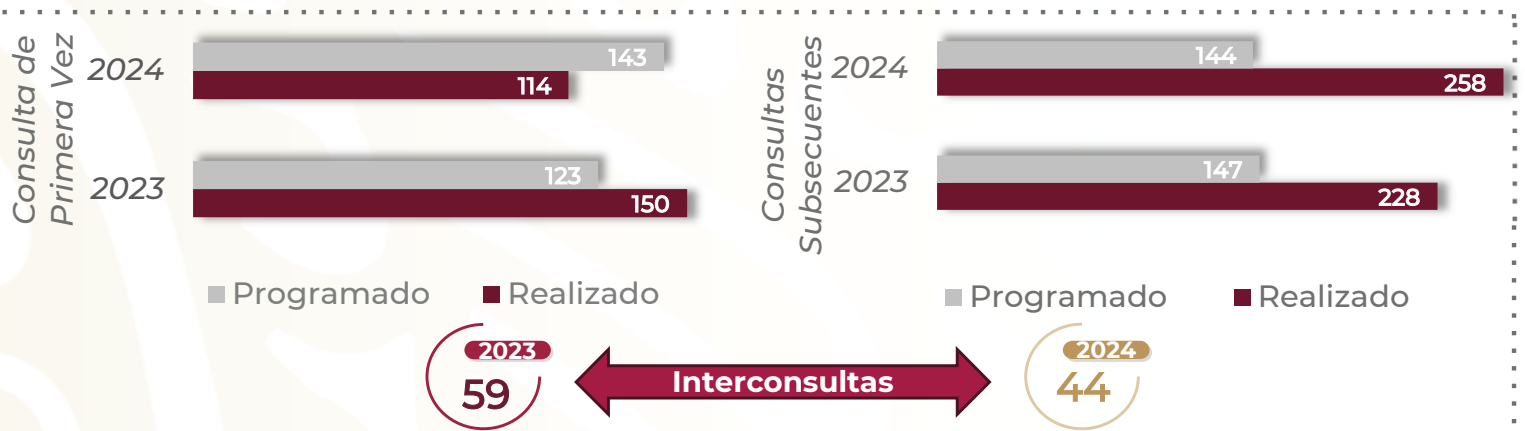 Consulta de
Primera Vez
2024
143
114
2023
123
150
Programado
Realizado
Consultas
Subsecuentes
2024
144
258
2023
147
228
Programado
Realizado
2023
59
Interconsultas
2024
44